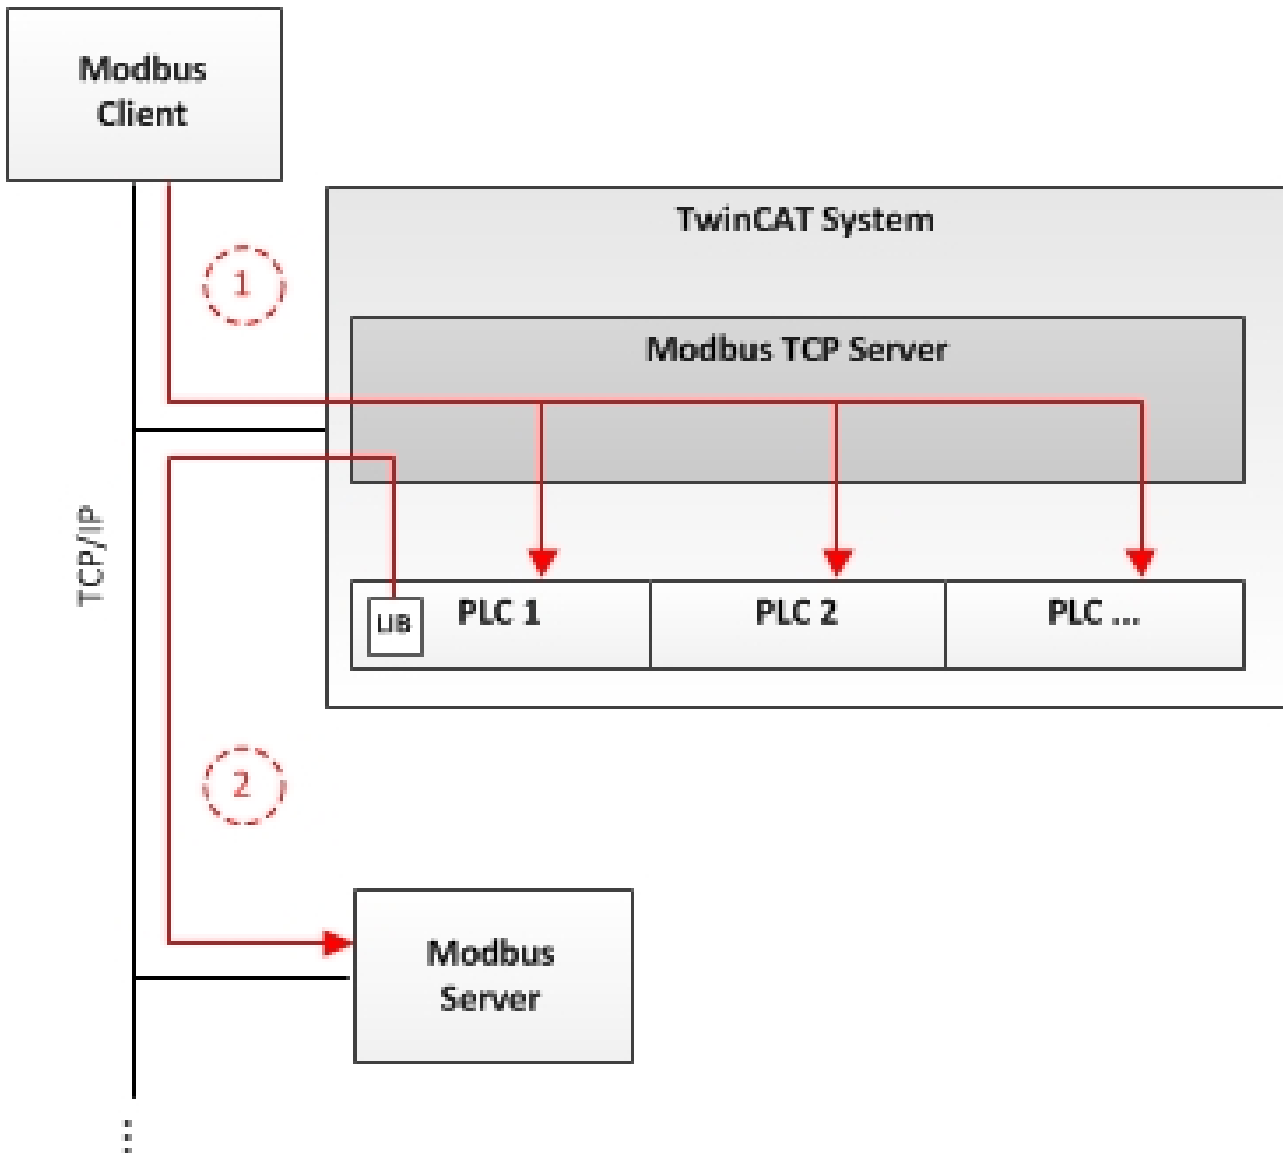 Modbus
Client
TwinCAT System
1
Modbus TCP Server
TCP/IP
LIB
PLC 1
PLC 2
PLC ...
2
Modbus
Server